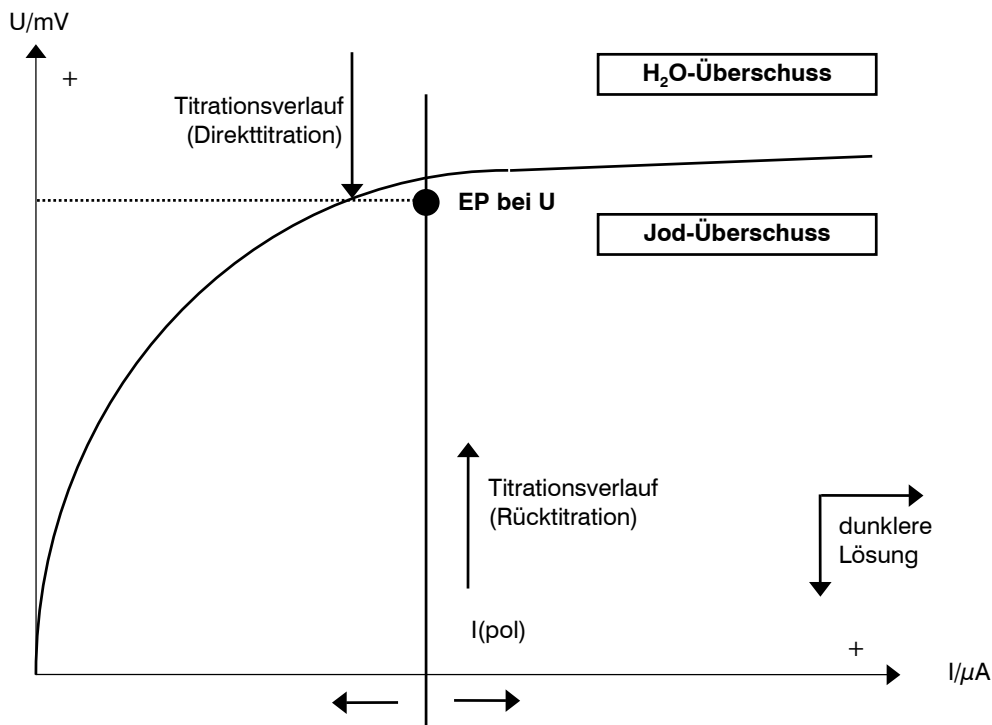 U/mV
+
H₂O-Überschuss
Titrationsverlauf
(Direkttitration)
EP bei U
Jod-Überschuss
Titrationsverlauf
(Rücktitration)
dunklere
Lösung
I(pol)
+
I/µA